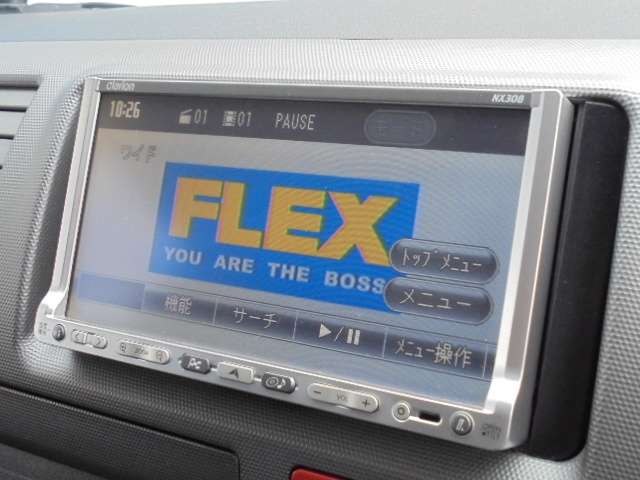 clarion
NX308
10:26 01 01 PAUSE
ワイド
FLEX
YOU ARE THE BOSS
トップメニュー
メニュー
機能 サーチ ▶/II メニュー操作
− VOL +